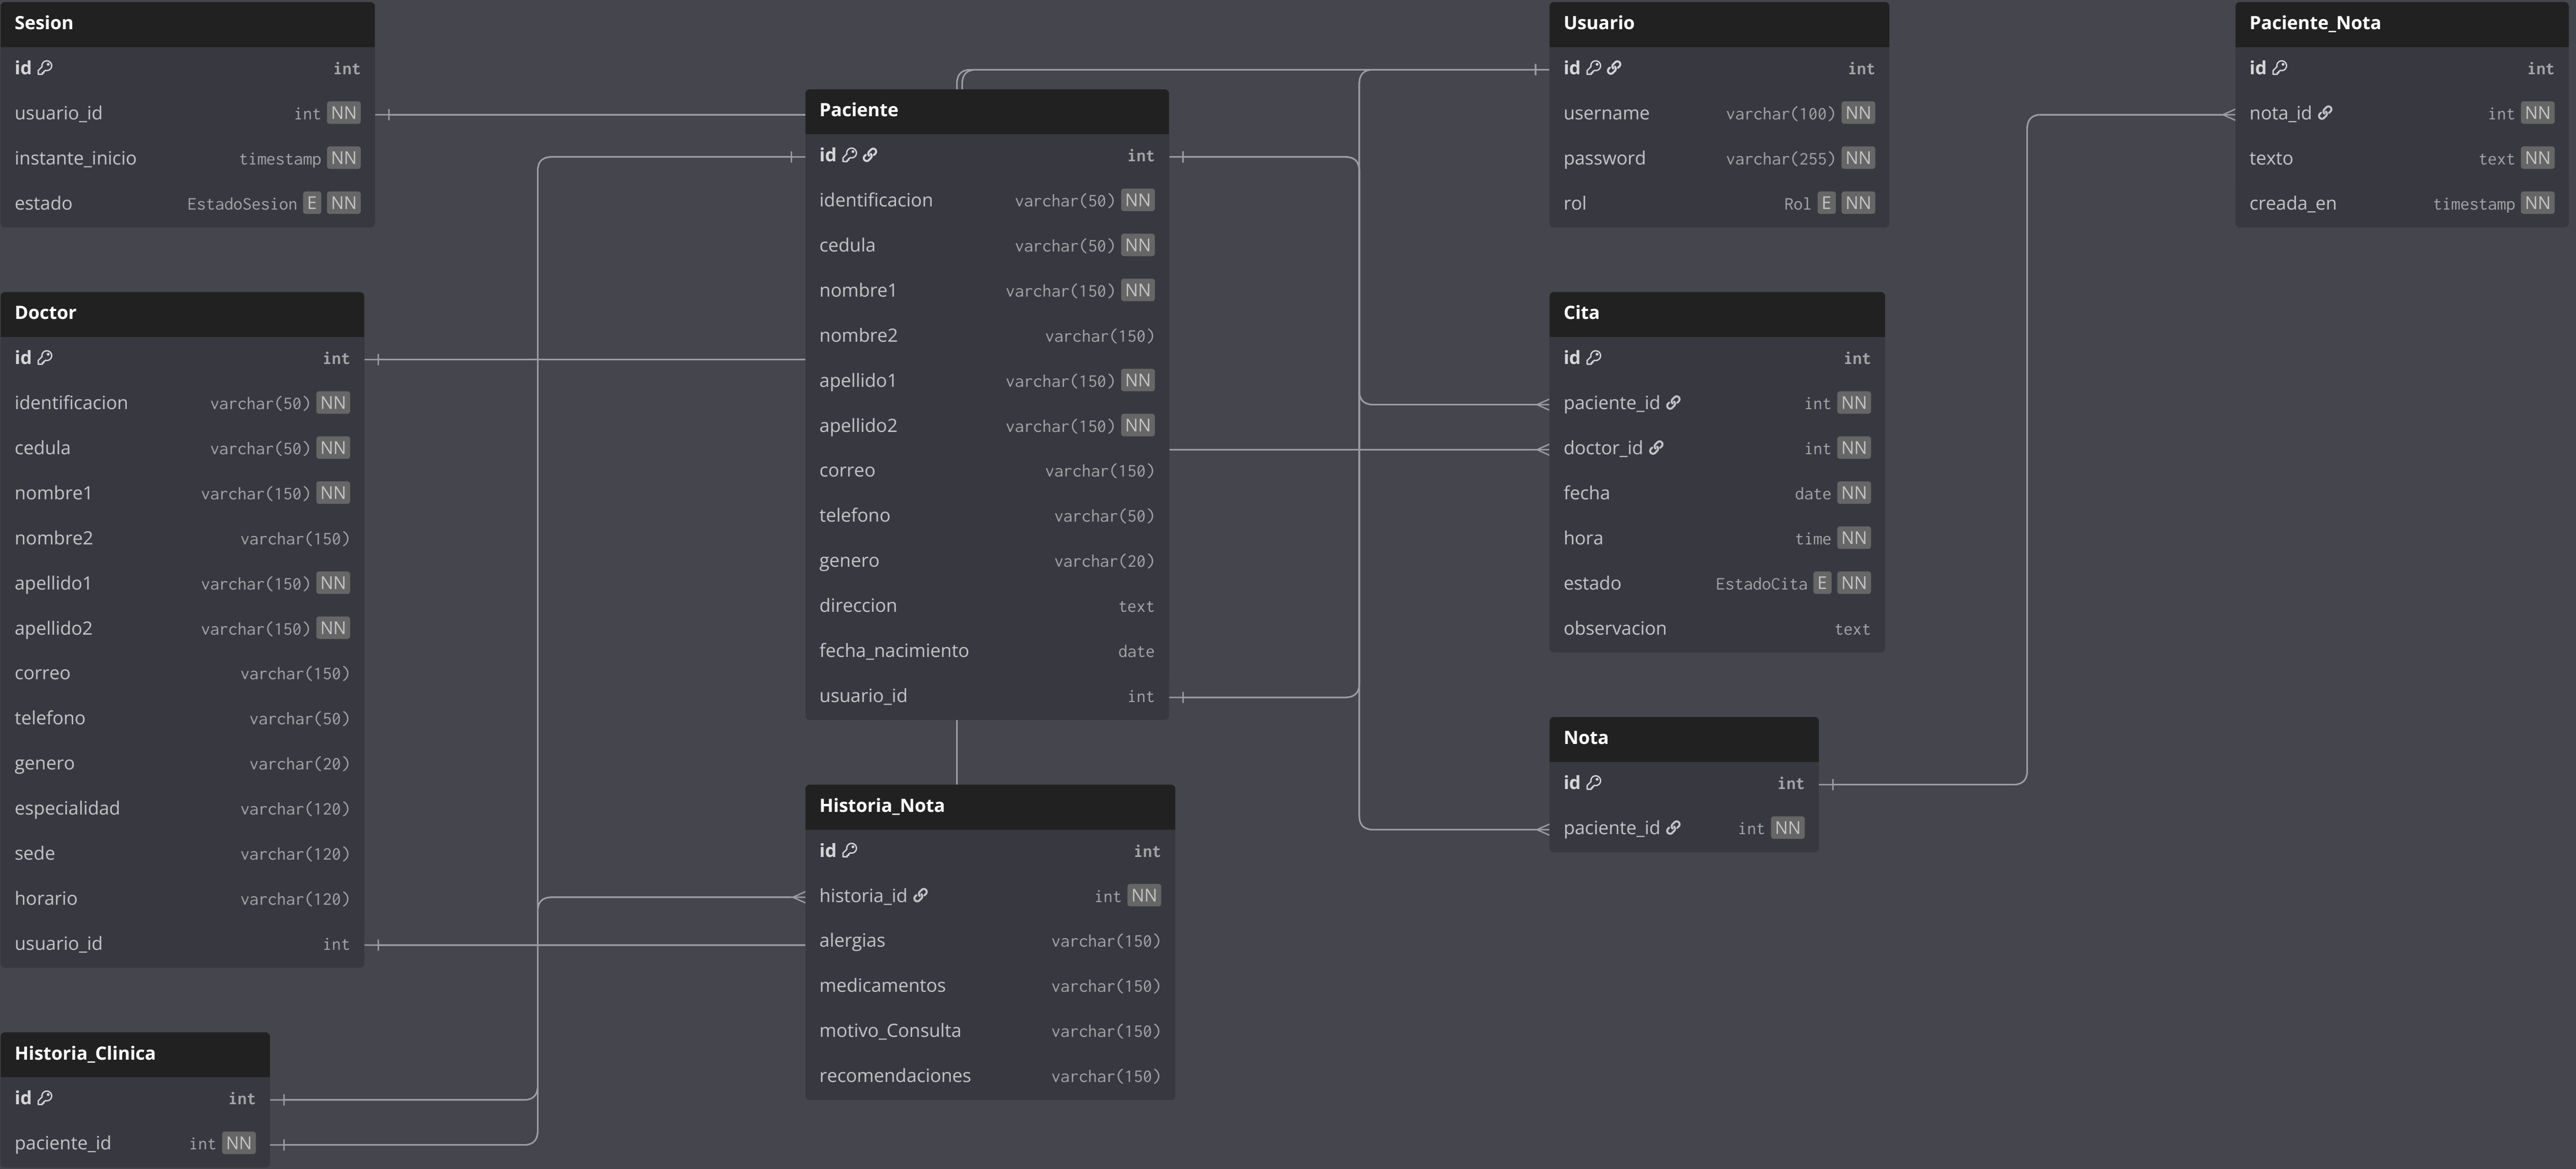 Sesion
id int
usuario_id int NN
instante_inicio timestamp NN
estado EstadoSesion E NN
Doctor
id int
identificacion varchar(50) NN
cedula varchar(50) NN
nombre1 varchar(150) NN
nombre2 varchar(150)
apellido1 varchar(150) NN
apellido2 varchar(150) NN
correo varchar(150)
telefono varchar(50)
genero varchar(20)
especialidad varchar(120)
sede varchar(120)
horario varchar(120)
usuario_id int
Historia_Clinica
id int
paciente_id int NN
Paciente
id int
identificacion varchar(50) NN
cedula varchar(50) NN
nombre1 varchar(150) NN
nombre2 varchar(150)
apellido1 varchar(150) NN
apellido2 varchar(150) NN
correo varchar(150)
telefono varchar(50)
genero varchar(20)
direccion text
fecha_nacimiento date
usuario_id int
Historia_Nota
id int
historia_id int NN
alergias varchar(150)
medicamentos varchar(150)
motivo_Consulta varchar(150)
recomendaciones varchar(150)
Usuario
id int
username varchar(100) NN
password varchar(255) NN
rol Rol E NN
Cita
id int
paciente_id int NN
doctor_id int NN
fecha date NN
hora time NN
estado EstadoCita E NN
observacion text
Nota
id int
paciente_id int NN
Paciente_Nota
id int
nota_id int NN
texto text NN
creada_en timestamp NN